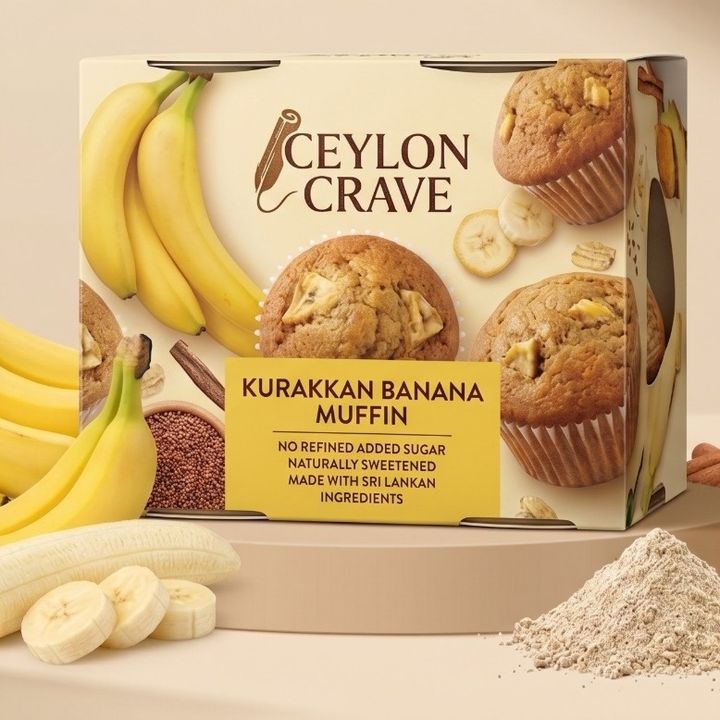 CEYLON
CRAVE
KURAKKAN BANANA
MUFFIN
NO REFINED ADDED SUGAR
NATURALLY SWEETENED
MADE WITH SRI LANKAN
INGREDIENTS